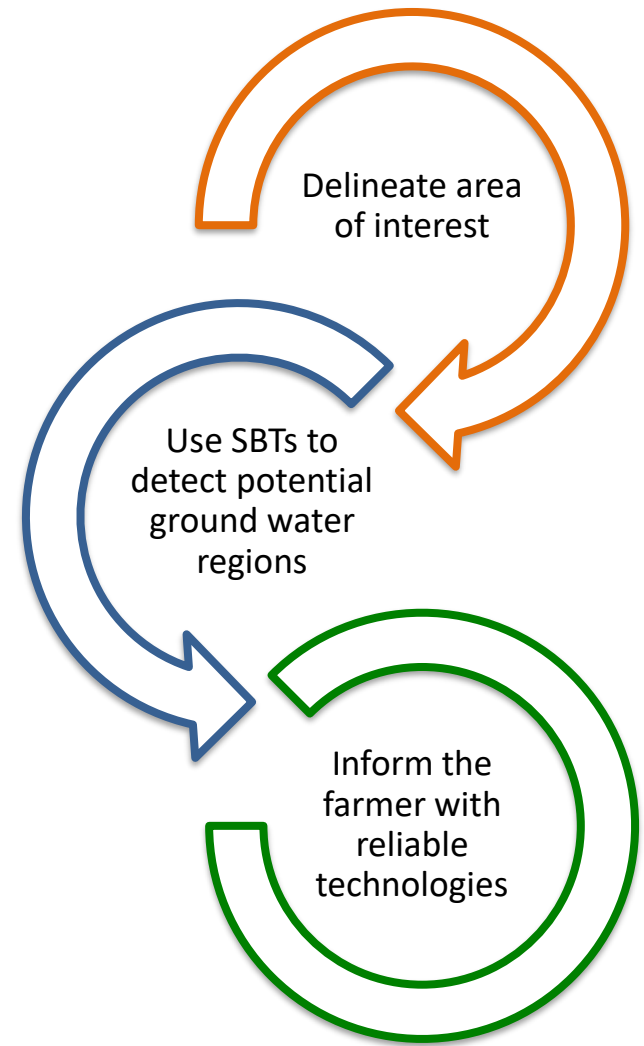 Delineate area
of interest
Use SBTs to
detect potential
ground water
regions
Inform the
farmer with
reliable
technologies